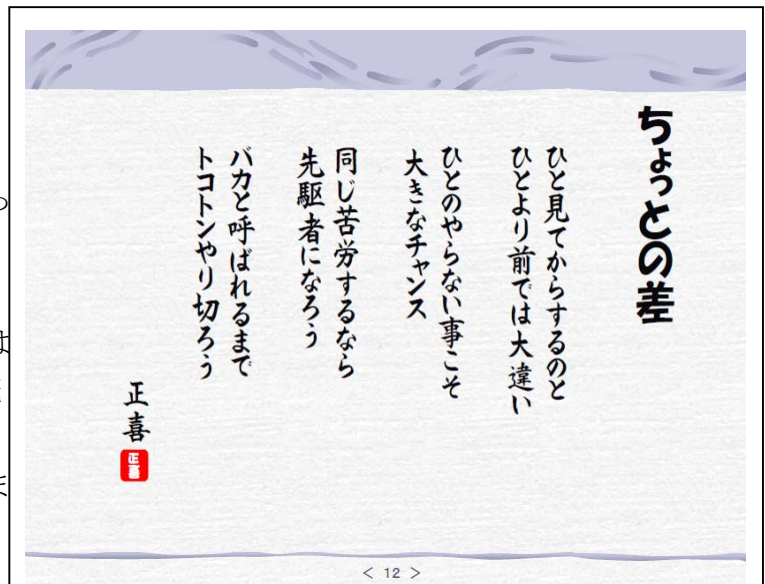 ちょっとの差
ひと見てからするのと
ひとより前では大違い
ひとのやらない事こそ
大きなチャンス
同じ苦労するなら
先駆者になろう
バカと呼ばれるまで
トコトンやり切ろう
正喜
正喜
< 12 >